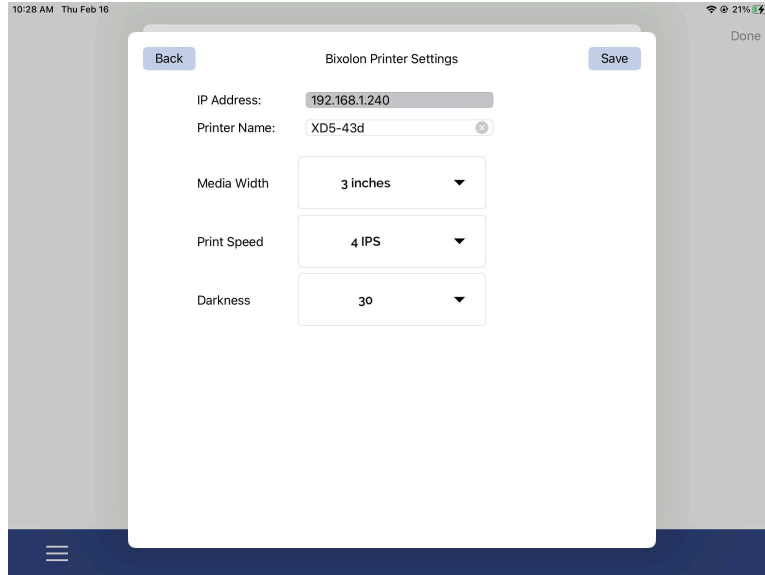 10:28 AM Thu Feb 16 21%
Done
Back Bixolon Printer Settings Save
IP Address: 192.168.1.240
Printer Name: XD5-43d
Media Width 3 inches
Print Speed 4 IPS
Darkness 30